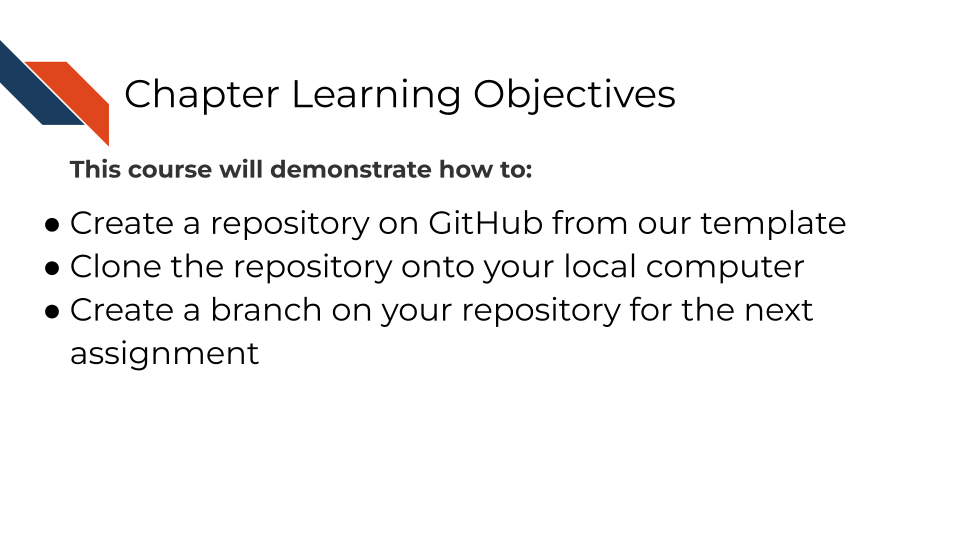 Chapter Learning Objectives
This course will demonstrate how to:
● Create a repository on GitHub from our template
● Clone the repository onto your local computer
● Create a branch on your repository for the next
assignment